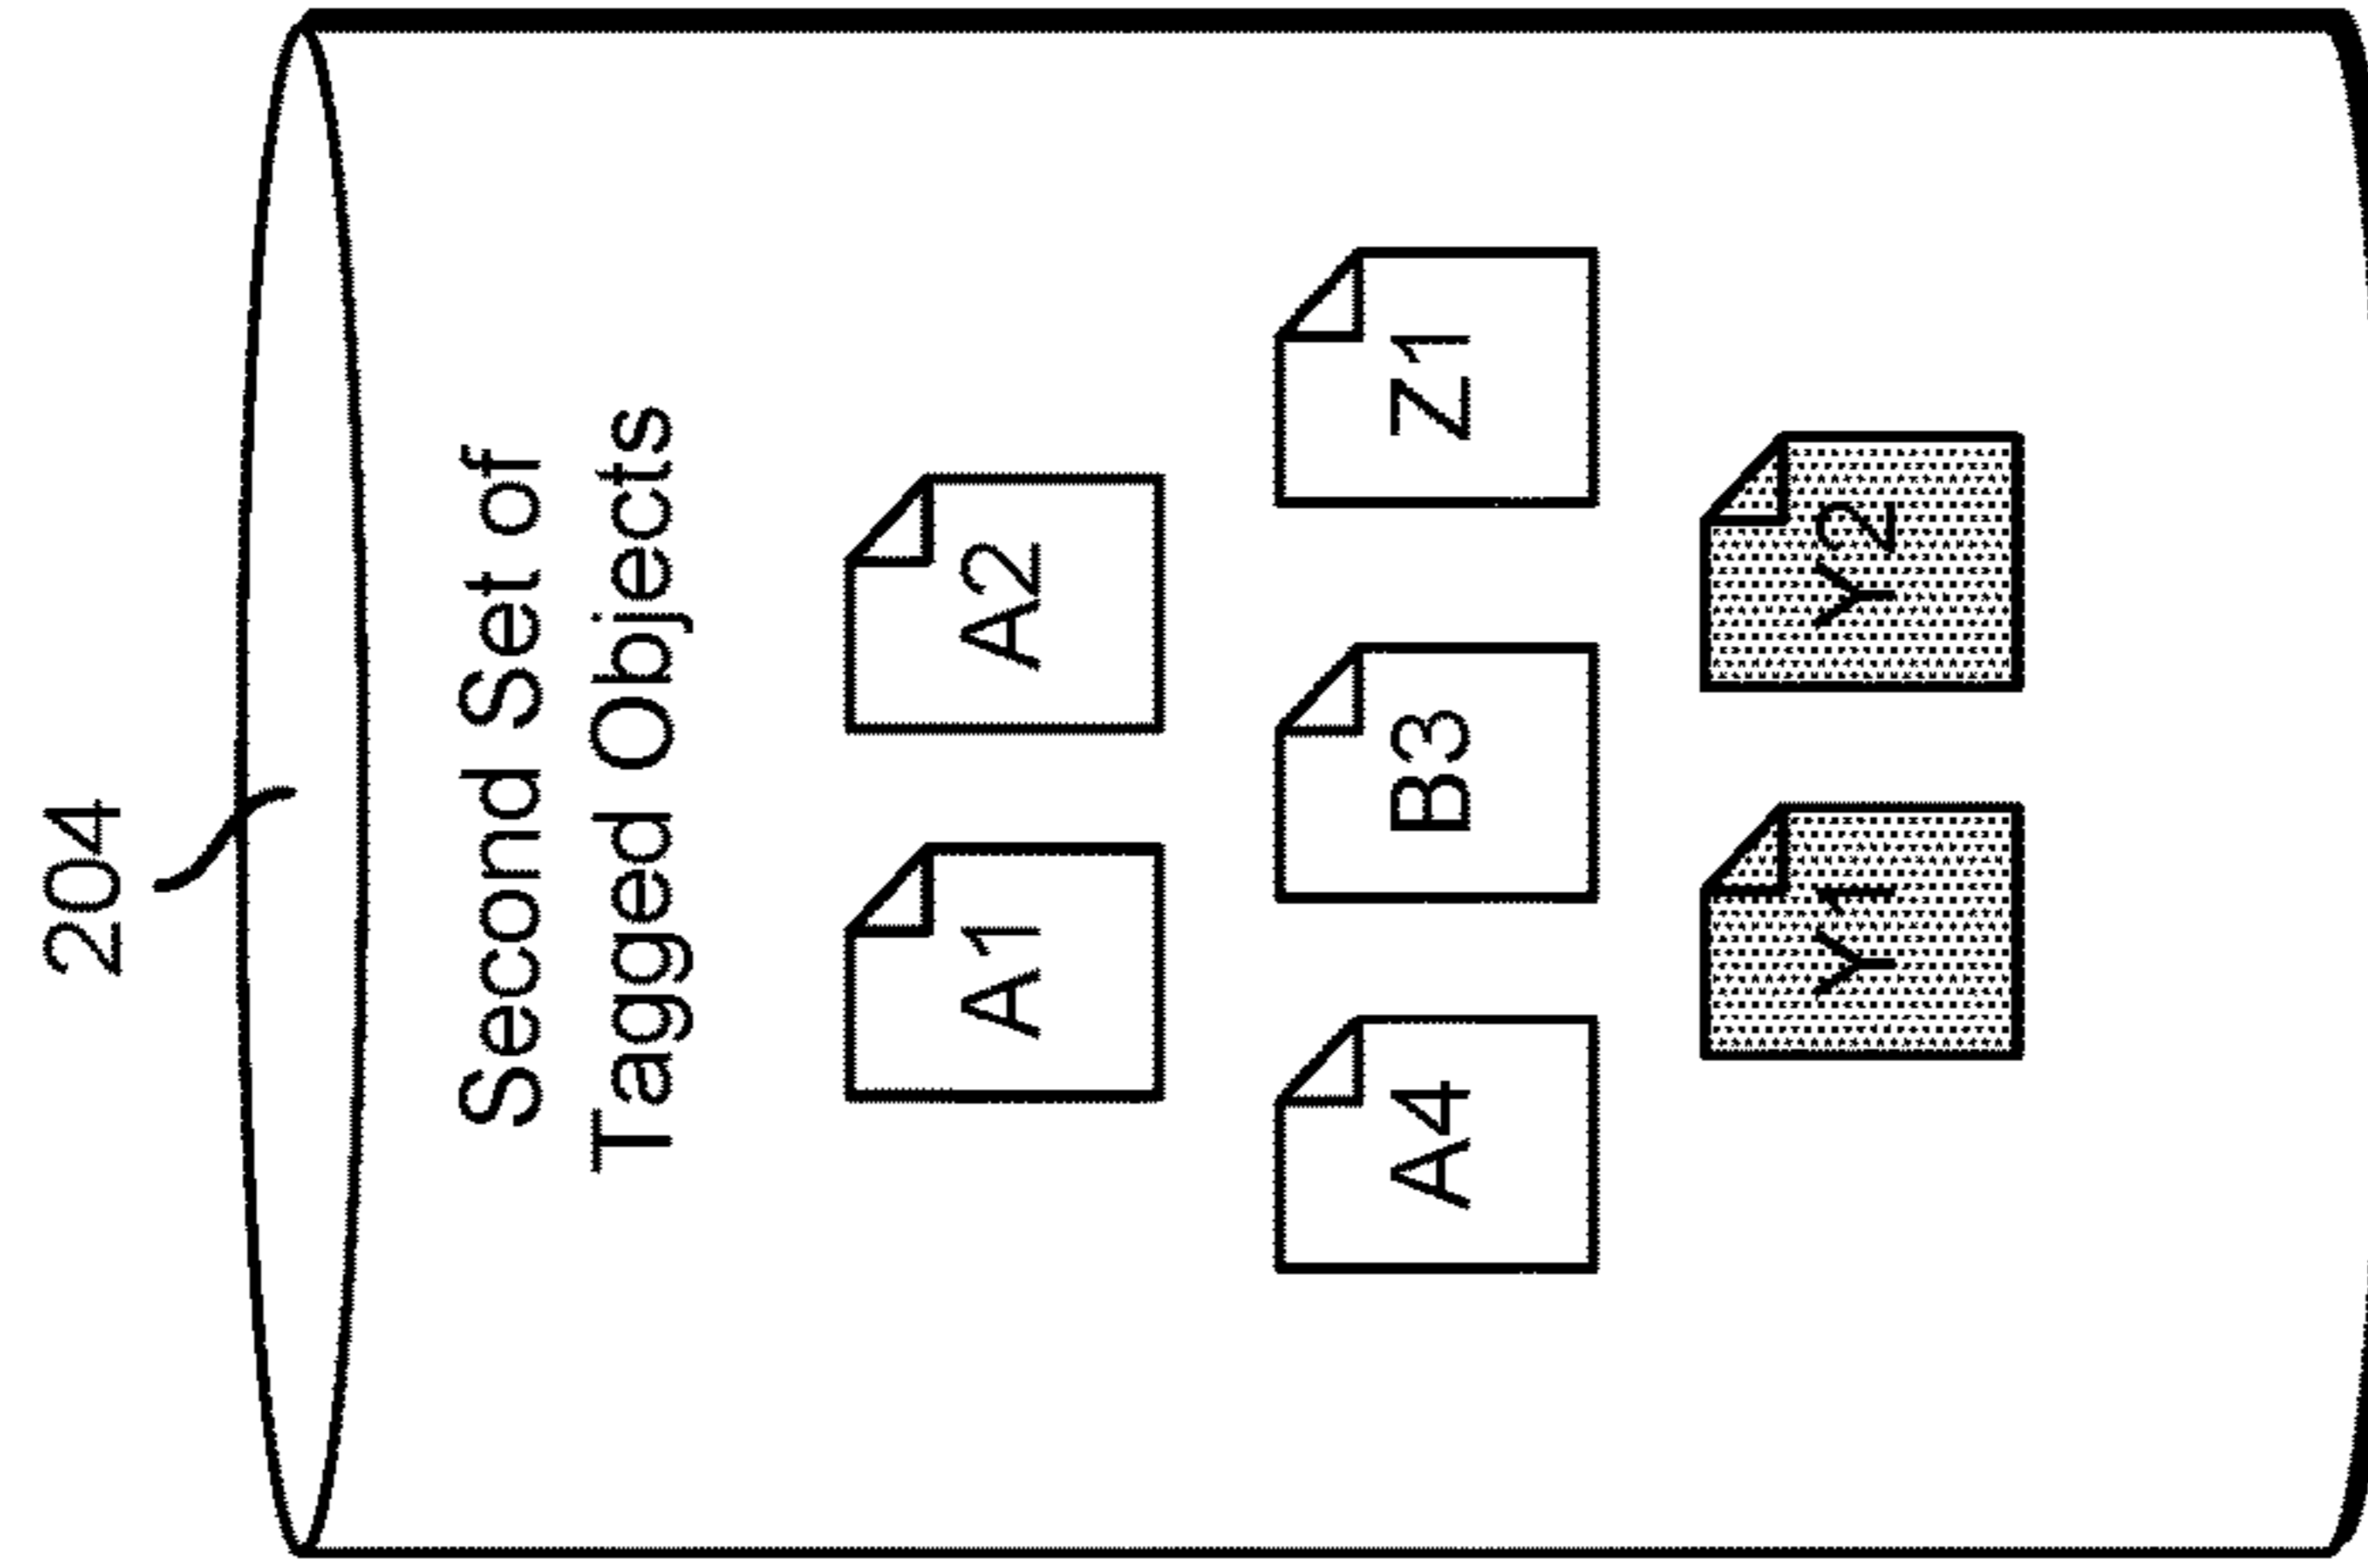 204
Second Set of
Tagged Objects
A1 A2
A4 B3 Z1
Y1 Y2